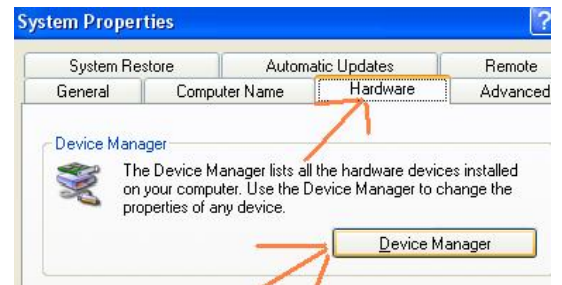 System Properties
System Restore Automatic Updates Remote
General Computer Name Hardware Advanced
Device Manager
The Device Manager lists all the hardware devices installed
on your computer. Use the Device Manager to change the
properties of any device.
Device Manager